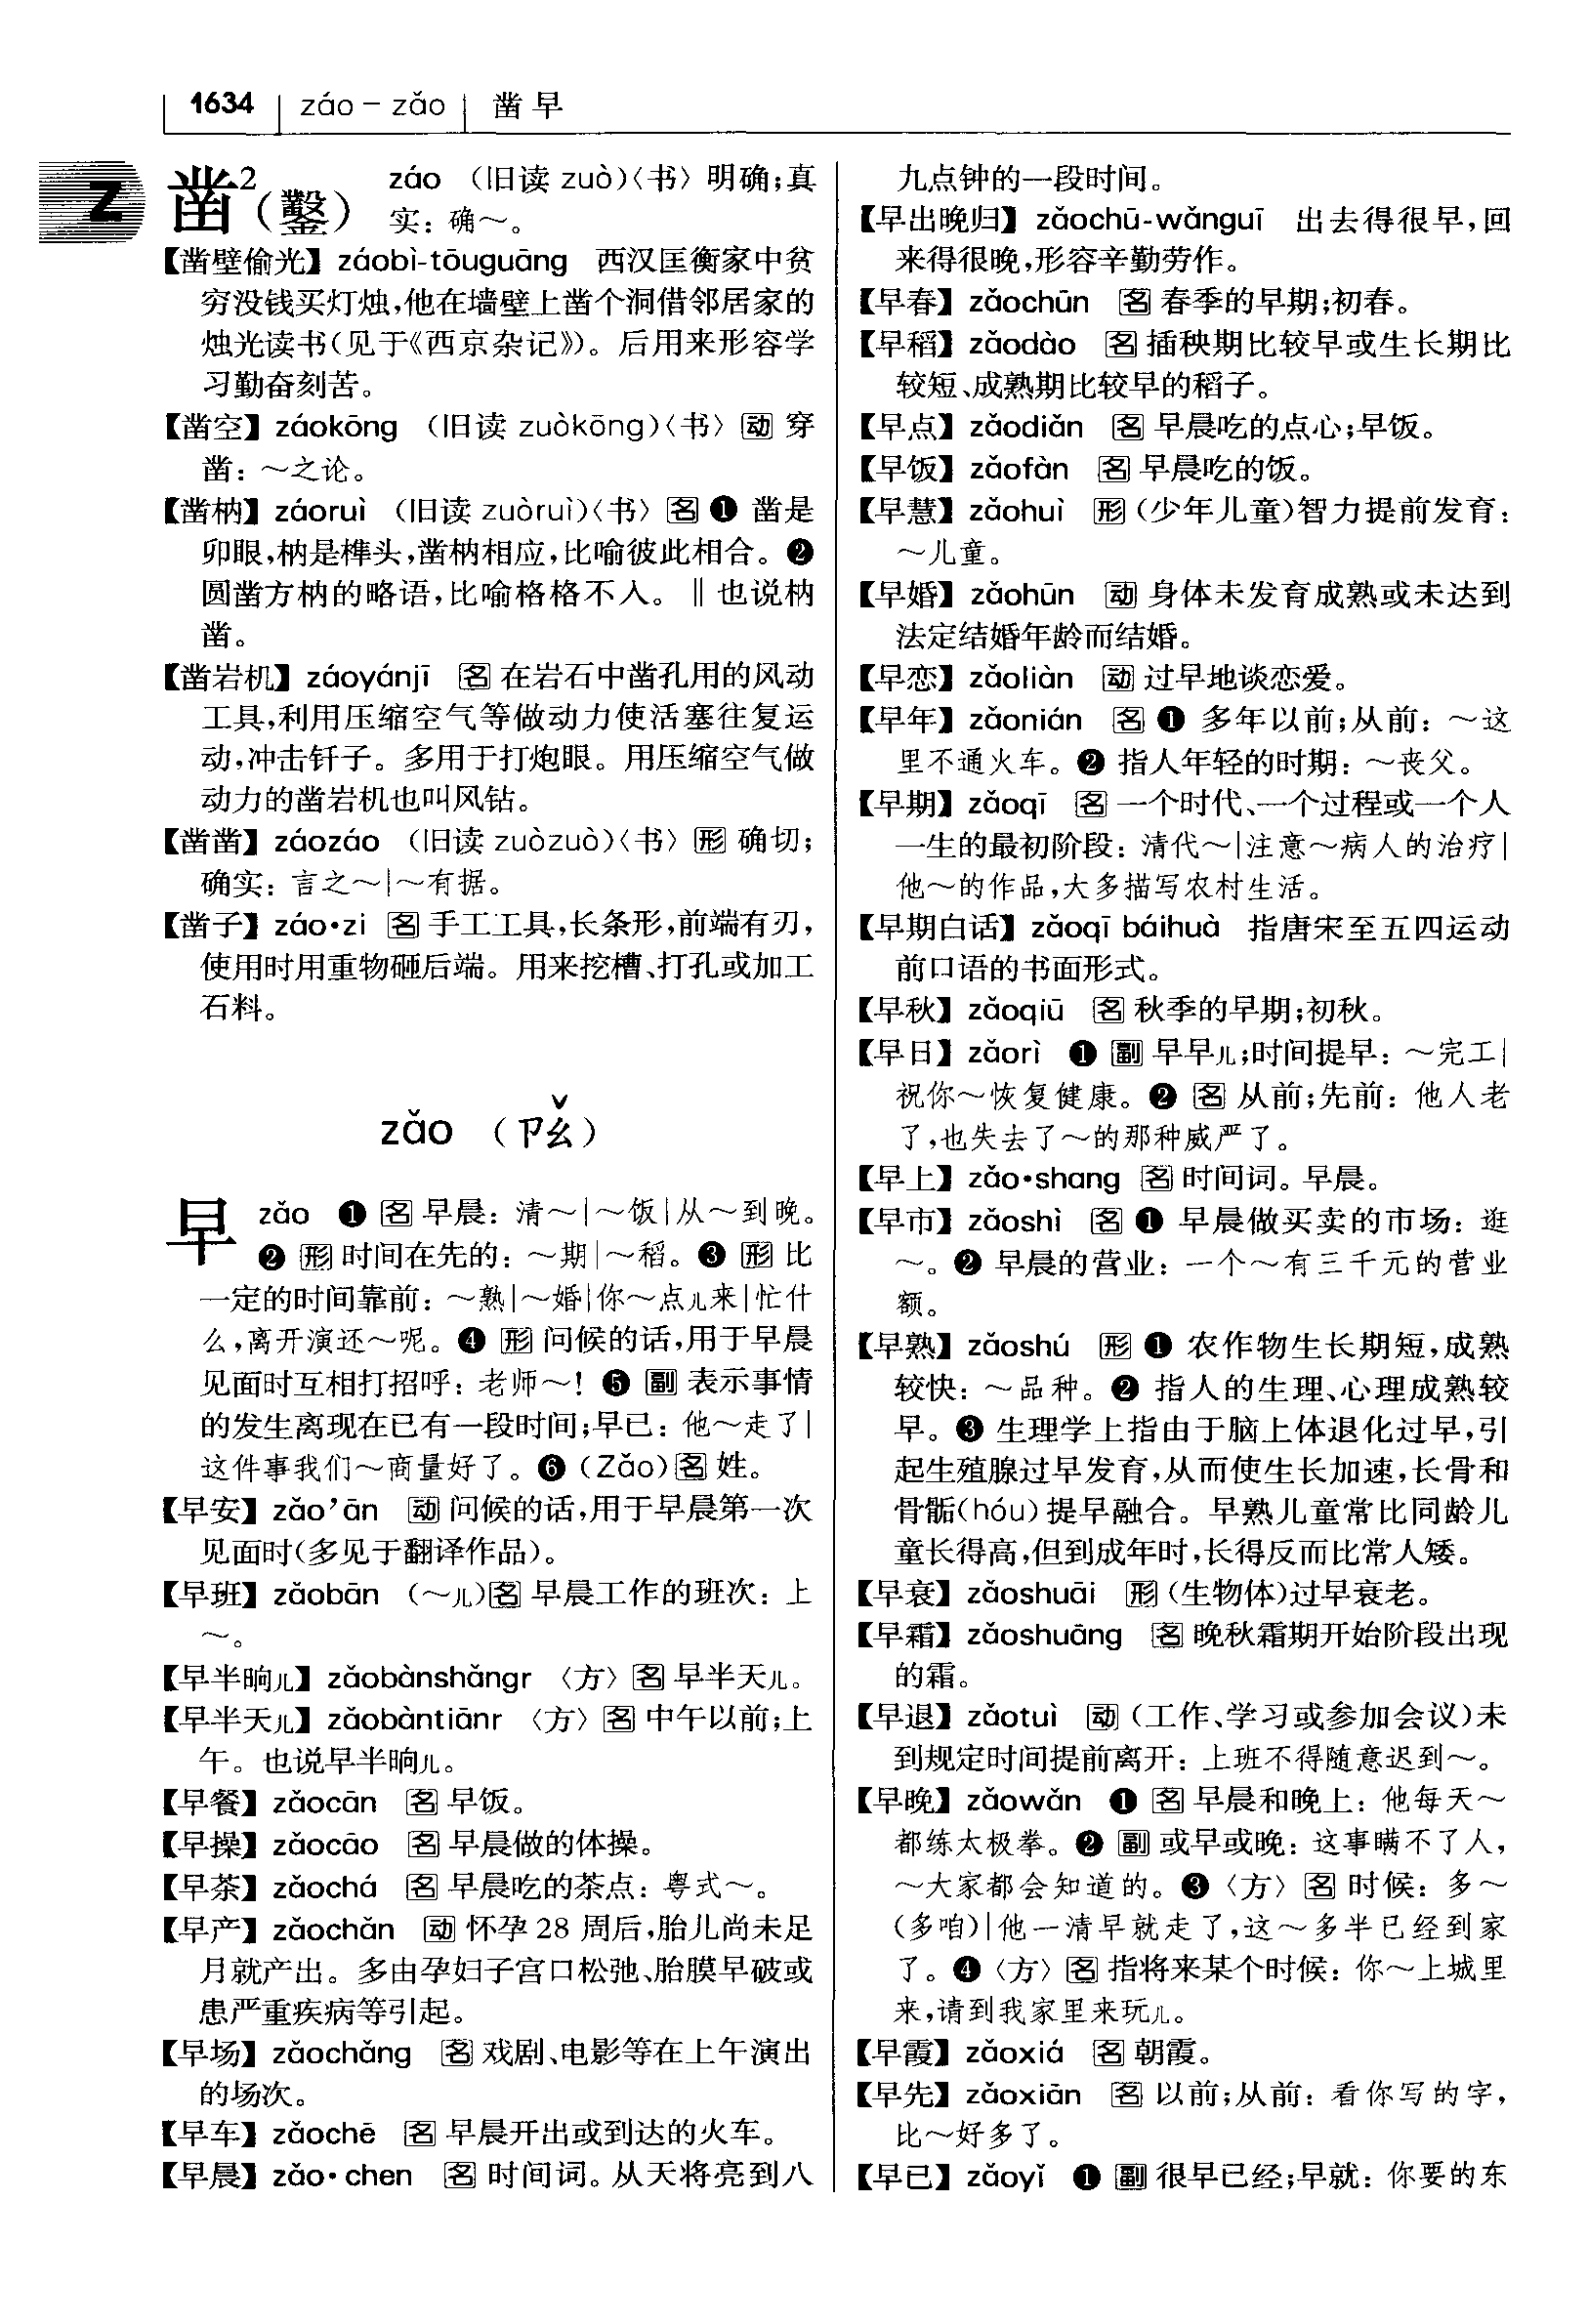 1634 záo－zǎo 凿早
Z
凿²（鑿） záo （旧读 zuò）〈书〉明确；真
实：确～。
【凿壁偷光】záobì-tōuguāng 西汉匡衡家中贫
穷没钱买灯烛，他在墙壁上凿个洞借邻居家的
烛光读书（见于《西京杂记》）。后用来形容学
习勤奋刻苦。
【凿空】záokōng （旧读 zuòkōng）〈书〉动 穿
凿：～之论。
【凿枘】záoruì （旧读 zuòruì）〈书〉名 ❶ 凿是
卯眼，枘是榫头，凿枘相应，比喻彼此相合。❷
圆凿方枘的略语，比喻格格不入。‖也说枘
凿。
【凿岩机】záoyánjī 名 在岩石中凿孔用的风动
工具，利用压缩空气等做动力使活塞往复运
动，冲击钎子。多用于打炮眼。用压缩空气做
动力的凿岩机也叫风钻。
【凿凿】záozáo （旧读 zuòzuò）〈书〉形 确切；
确实：言之～|～有据。
【凿子】záo•zi 名 手工工具，长条形，前端有刃，
使用时用重物砸后端。用来挖槽、打孔或加工
石料。
zǎo （ㄗㄠˇ）
早 zǎo ❶ 名 早晨：清～|～饭|从～到晚。
❷ 形 时间在先的：～期|～稻。❸ 形 比
一定的时间靠前：～熟|～婚|你～点儿来|忙什
么，离开演还～呢。❹ 形 问候的话，用于早晨
见面时互相打招呼：老师～！❺ 副 表示事情
的发生离现在已有一段时间；早已：他～走了|
这件事我们～商量好了。❻（Zǎo）名 姓。
【早安】zǎo’ān 动 问候的话，用于早晨第一次
见面时（多见于翻译作品）。
【早班】zǎobān （～儿）名 早晨工作的班次：上
～。
【早半晌儿】zǎobànshǎngr 〈方〉名 早半天儿。
【早半天儿】zǎobàntiānr 〈方〉名 中午以前；上
午。也说早半晌儿。
【早餐】zǎocān 名 早饭。
【早操】zǎocāo 名 早晨做的体操。
【早茶】zǎochá 名 早晨吃的茶点：粤式～。
【早产】zǎochǎn 动 怀孕 28 周后，胎儿尚未足
月就产出。多由孕妇子宫口松弛、胎膜早破或
患严重疾病等引起。
【早场】zǎochǎng 名 戏剧、电影等在上午演出
的场次。
【早车】zǎochē 名 早晨开出或到达的火车。
【早晨】zǎo•chen 名 时间词。从天将亮到八
九点钟的一段时间。
【早出晚归】zǎochū-wǎnguī 出去得很早，回
来得很晚，形容辛勤劳作。
【早春】zǎochūn 名 春季的早期；初春。
【早稻】zǎodào 名 插秧期比较早或生长期比
较短、成熟期比较早的稻子。
【早点】zǎodiǎn 名 早晨吃的点心；早饭。
【早饭】zǎofàn 名 早晨吃的饭。
【早慧】zǎohuì 形（少年儿童）智力提前发育：
～儿童。
【早婚】zǎohūn 动 身体未发育成熟或未达到
法定结婚年龄而结婚。
【早恋】zǎoliàn 动 过早地谈恋爱。
【早年】zǎonián 名 ❶ 多年以前；从前：～这
里不通火车。❷ 指人年轻的时期：～丧父。
【早期】zǎoqī 名 一个时代、一个过程或一个人
一生的最初阶段：清代～|注意～病人的治疗|
他～的作品，大多描写农村生活。
【早期白话】zǎoqī báihuà 指唐宋至五四运动
前口语的书面形式。
【早秋】zǎoqiū 名 秋季的早期；初秋。
【早日】zǎorì ❶ 副 早早儿；时间提早：～完工|
祝你～恢复健康。❷ 名 从前；先前：他人老
了，也失去了～的那种威严了。
【早上】zǎo•shang 名 时间词。早晨。
【早市】zǎoshì 名 ❶ 早晨做买卖的市场：逛
～。❷ 早晨的营业：一个～有三千元的营业
额。
【早熟】zǎoshú 形 ❶ 农作物生长期短，成熟
较快：～品种。❷ 指人的生理、心理成熟较
早。❸ 生理学上指由于脑上体退化过早，引
起生殖腺过早发育，从而使生长加速，长骨和
骨骺（hóu）提早融合。早熟儿童常比同龄儿
童长得高，但到成年时，长得反而比常人矮。
【早衰】zǎoshuāi 形（生物体）过早衰老。
【早霜】zǎoshuāng 名 晚秋霜期开始阶段出现
的霜。
【早退】zǎotuì 动（工作、学习或参加会议）未
到规定时间提前离开：上班不得随意迟到～。
【早晚】zǎowǎn ❶ 名 早晨和晚上：他每天～
都练太极拳。❷ 副 或早或晚：这事瞒不了人，
～大家都会知道的。❸〈方〉名 时候：多～
（多咱）|他一清早就走了，这～多半已经到家
了。❹〈方〉名 指将来某个时候：你～上城里
来，请到我家里来玩儿。
【早霞】zǎoxiá 名 朝霞。
【早先】zǎoxiān 名 以前；从前：看你写的字，
比～好多了。
【早已】zǎoyǐ ❶ 副 很早已经；早就：你要的东